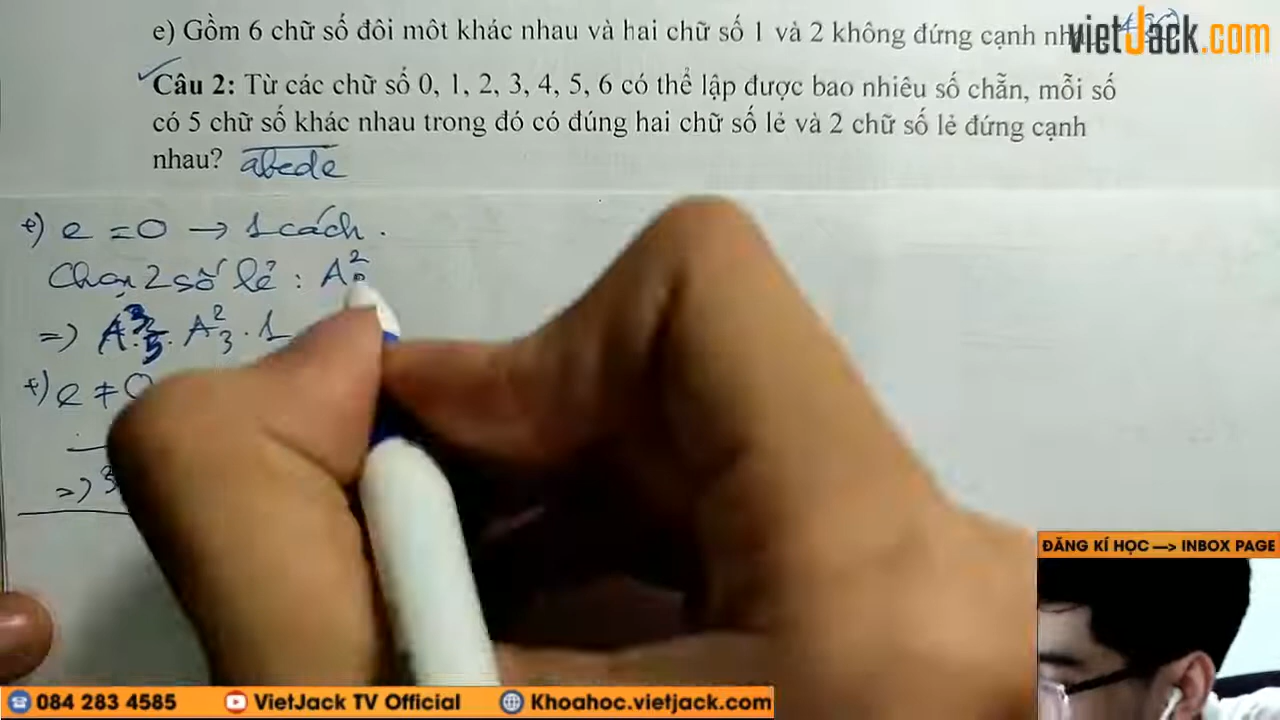 e) Gồm 6 chữ số đôi một khác nhau và hai chữ số 1 và 2 không đứng cạnh
vietJack.com
Câu 2: Từ các chữ số 0, 1, 2, 3, 4, 5, 6 có thể lập được bao nhiêu số chẵn, mỗi số
có 5 chữ số khác nhau trong đó có đúng hai chữ số lẻ và 2 chữ số lẻ đứng cạnh
nhau? abcde
+) e = 0 → 1 cách.
Chọn 2 số lẻ : A²
=> A . A²₃ . 1
+) e ≠ 0
=> 3
ĐĂNG KÍ HỌC —> INBOX PAGE
084 283 4585 VietJack TV Official Khoahoc.vietjack.com